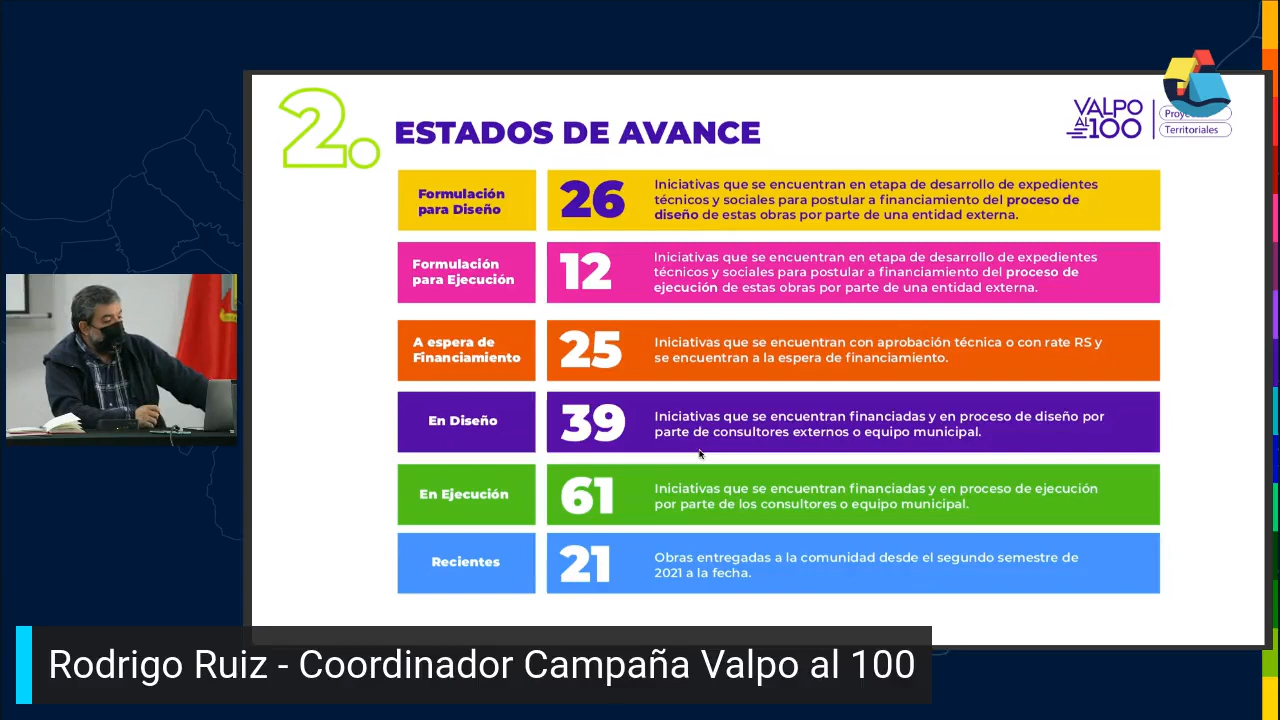 2.
ESTADOS DE AVANCE
VALPO
AL100
Territoriales
Formulación
para Diseño
26
Iniciativas que se encuentran en etapa de desarrollo de expedientes
técnicos y sociales para postular a financiamiento del proceso de
diseño de estas obras por parte de una entidad externa.
Formulación
para Ejecución
12
Iniciativas que se encuentran en etapa de desarrollo de expedientes
técnicos y sociales para postular a financiamiento del proceso de
ejecución de estas obras por parte de una entidad externa.
A espera de
Financiamiento
25
Iniciativas que se encuentran con aprobación técnica o con rate RS y
se encuentran a la espera de financiamiento.
En Diseño
39
Iniciativas que se encuentran financiadas y en proceso de diseño por
parte de consultores externos o equipo municipal.
En Ejecución
61
Iniciativas que se encuentran financiadas y en proceso de ejecución
por parte de los consultores o equipo municipal.
Recientes
21
Obras entregadas a la comunidad desde el segundo semestre de
2021 a la fecha.
Rodrigo Ruiz - Coordinador Campaña Valpo al 100